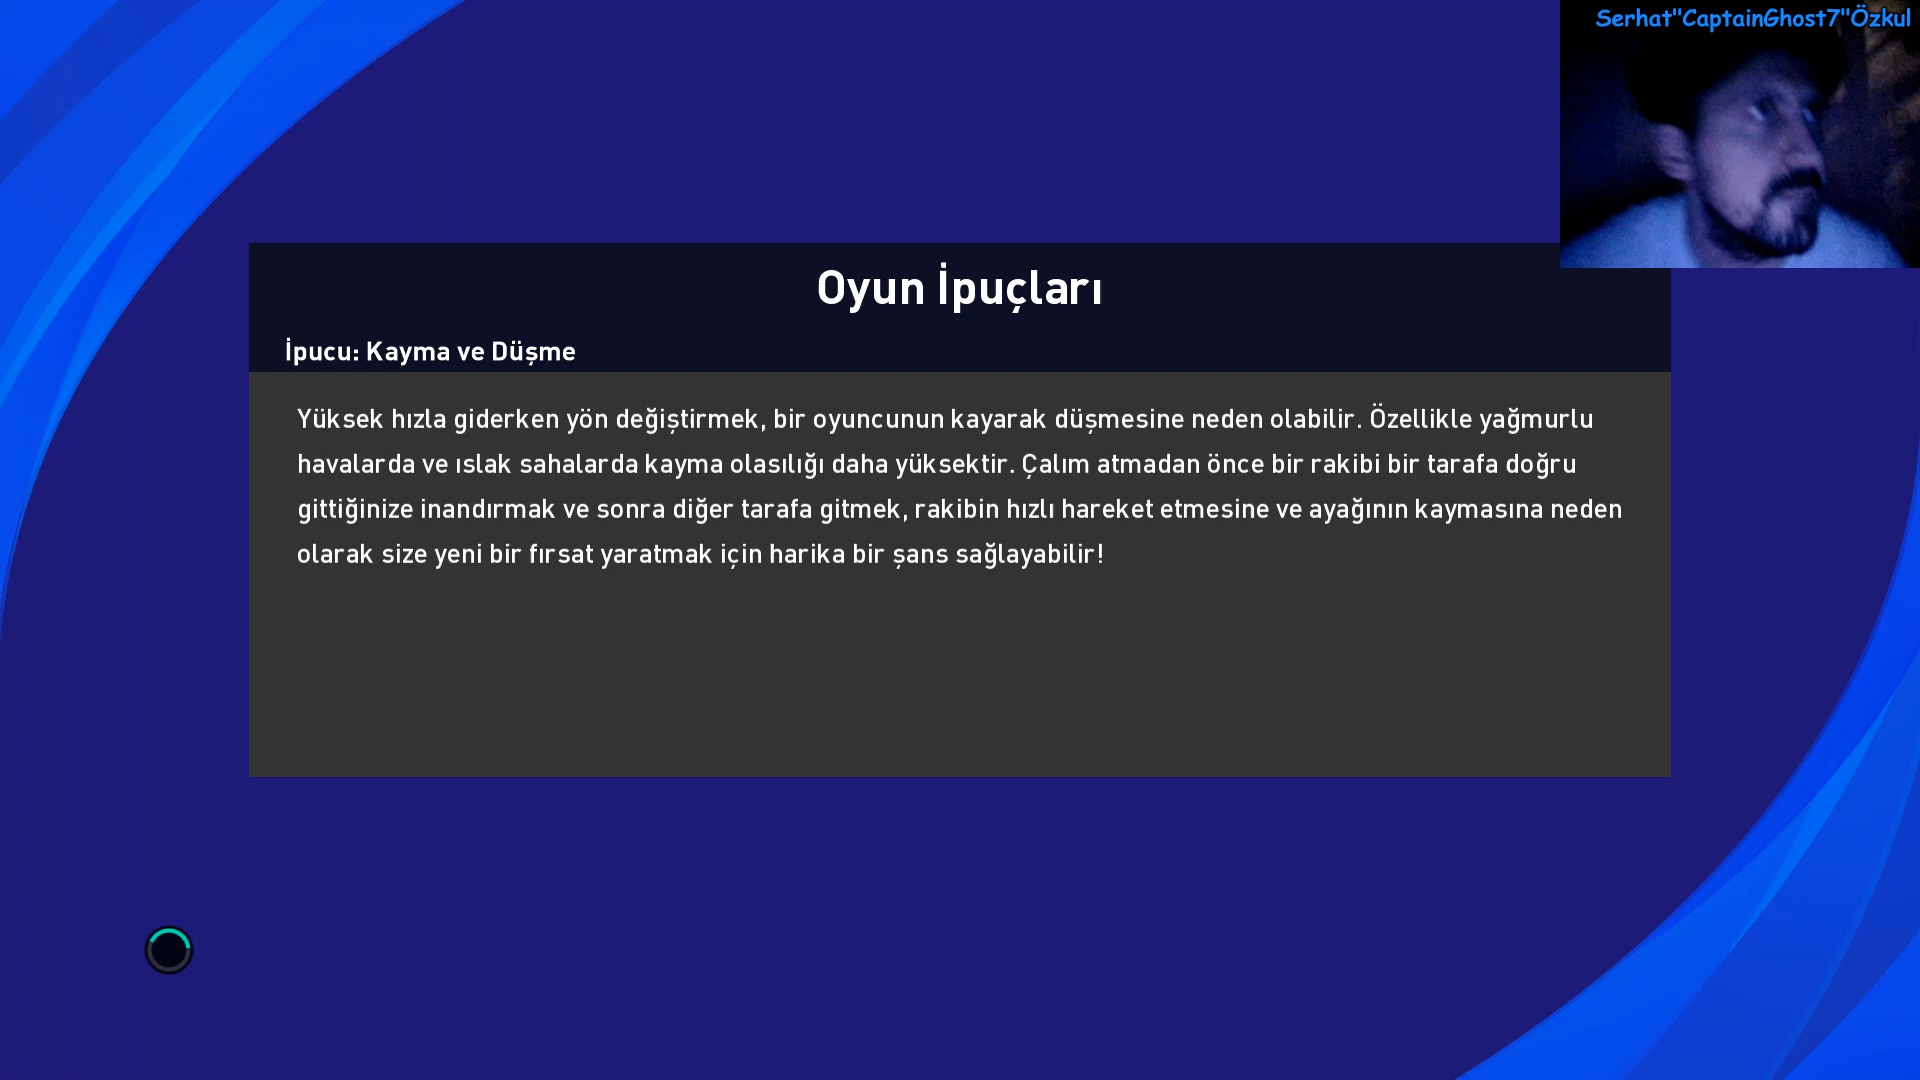 Serhat"CaptainGhost7"Özkul
Oyun İpuçları
İpucu: Kayma ve Düşme
Yüksek hızla giderken yön değiştirmek, bir oyuncunun kayarak düşmesine neden olabilir. Özellikle yağmurlu
havalarda ve ıslak sahalarda kayma olasılığı daha yüksektir. Çalım atmadan önce bir rakibi bir tarafa doğru
gittiğinize inandırmak ve sonra diğer tarafa gitmek, rakibin hızlı hareket etmesine ve ayağının kaymasına neden
olarak size yeni bir fırsat yaratmak için harika bir şans sağlayabilir!